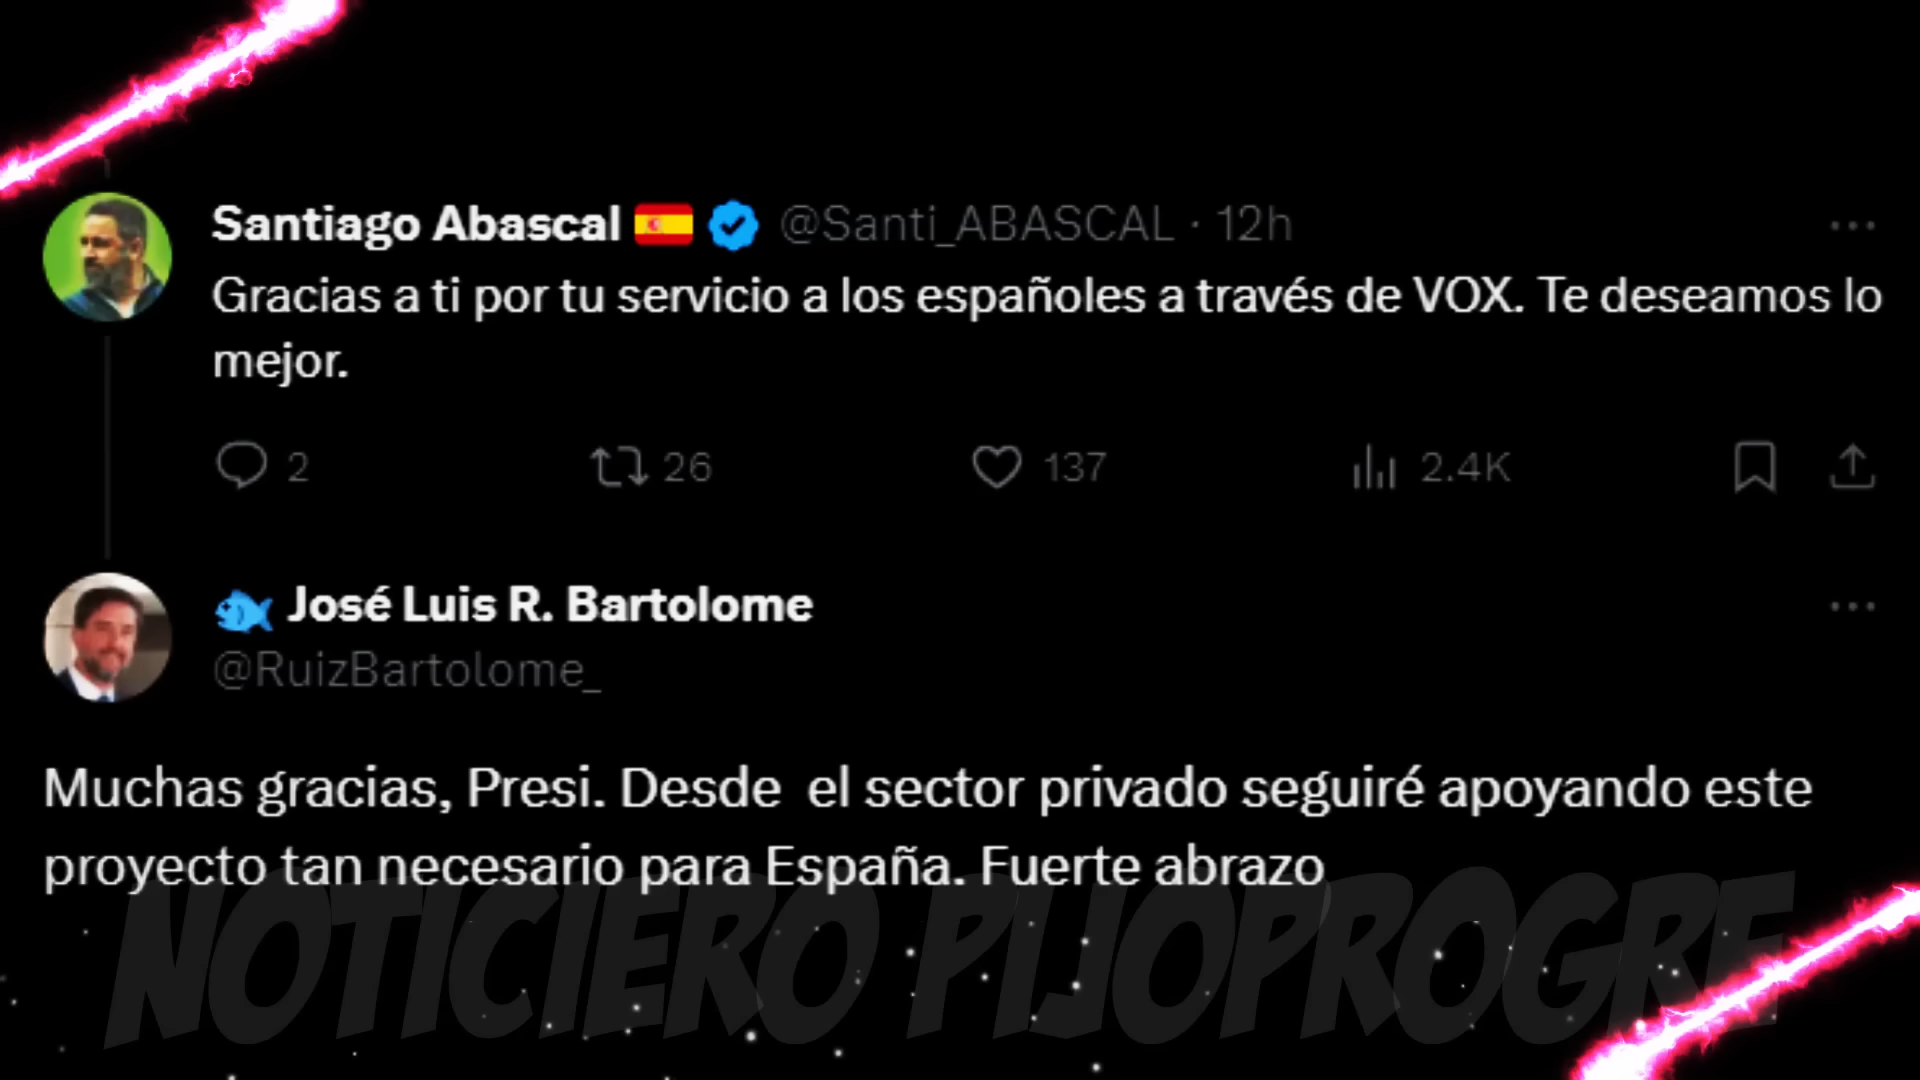 Santiago Abascal @Santi_ABASCAL · 12h
Gracias a ti por tu servicio a los españoles a través de VOX. Te deseamos lo
mejor.
2 26 137 2.4K
José Luis R. Bartolome
@RuizBartolome_
Muchas gracias, Presi. Desde  el sector privado seguiré apoyando este
proyecto tan necesario para España. Fuerte abrazo
NOTICIERO PIJOPROGRE